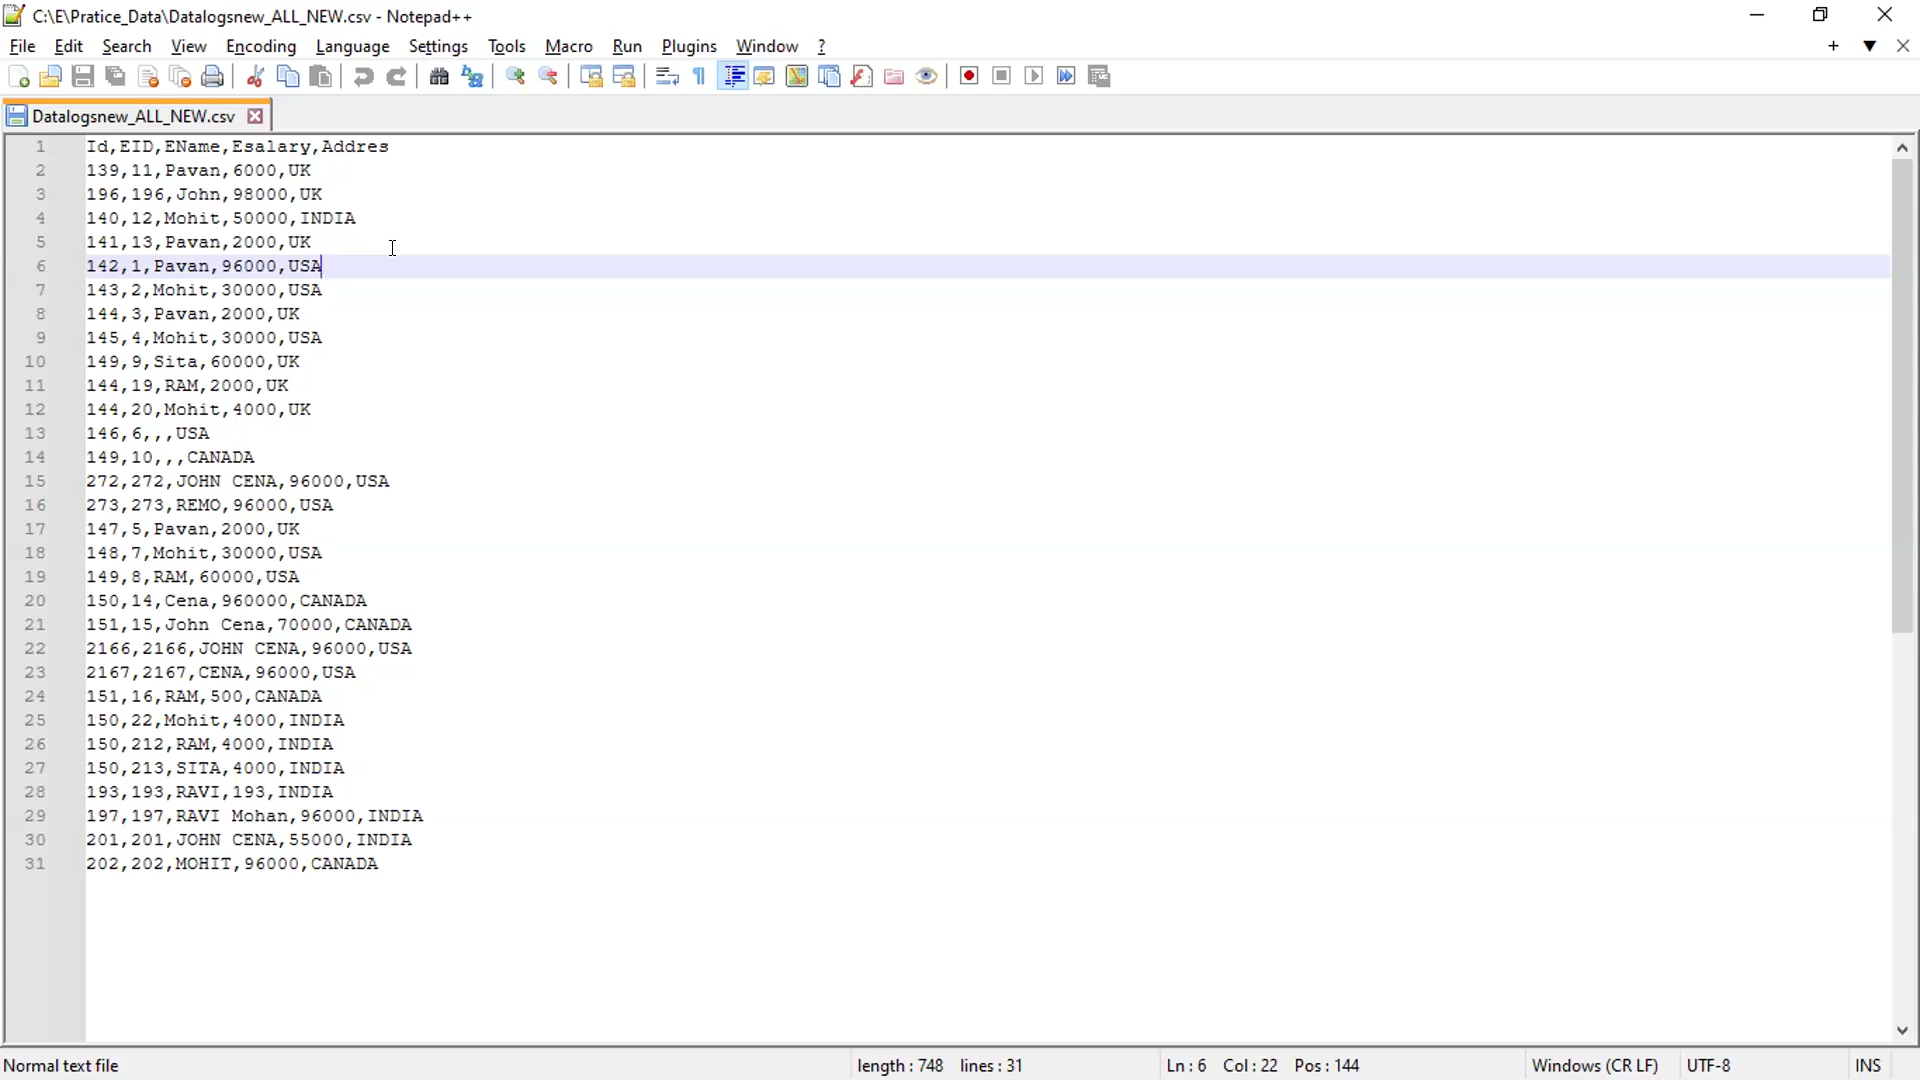 C:\E\Pratice_Data\Datalogsnew_ALL_NEW.csv - Notepad++
File Edit Search View Encoding Language Settings Tools Macro Run Plugins Window ?
Datalogsnew_ALL_NEW.csv
1 Id,EID,EName,Esalary,Addres
2 139,11,Pavan,6000,UK
3 196,196,John,98000,UK
4 140,12,Mohit,50000,INDIA
5 141,13,Pavan,2000,UK
6 142,1,Pavan,96000,USA
7 143,2,Mohit,30000,USA
8 144,3,Pavan,2000,UK
9 145,4,Mohit,30000,USA
10 149,9,Sita,60000,UK
11 144,19,RAM,2000,UK
12 144,20,Mohit,4000,UK
13 146,6,,,USA
14 149,10,,,CANADA
15 272,272,JOHN CENA,96000,USA
16 273,273,REMO,96000,USA
17 147,5,Pavan,2000,UK
18 148,7,Mohit,30000,USA
19 149,8,RAM,60000,USA
20 150,14,Cena,960000,CANADA
21 151,15,John Cena,70000,CANADA
22 2166,2166,JOHN CENA,96000,USA
23 2167,2167,CENA,96000,USA
24 151,16,RAM,500,CANADA
25 150,22,Mohit,4000,INDIA
26 150,212,RAM,4000,INDIA
27 150,213,SITA,4000,INDIA
28 193,193,RAVI,193,INDIA
29 197,197,RAVI Mohan,96000,INDIA
30 201,201,JOHN CENA,55000,INDIA
31 202,202,MOHIT,96000,CANADA
Normal text file length : 748 lines : 31 Ln : 6 Col : 22 Pos : 144 Windows (CR LF) UTF-8 INS